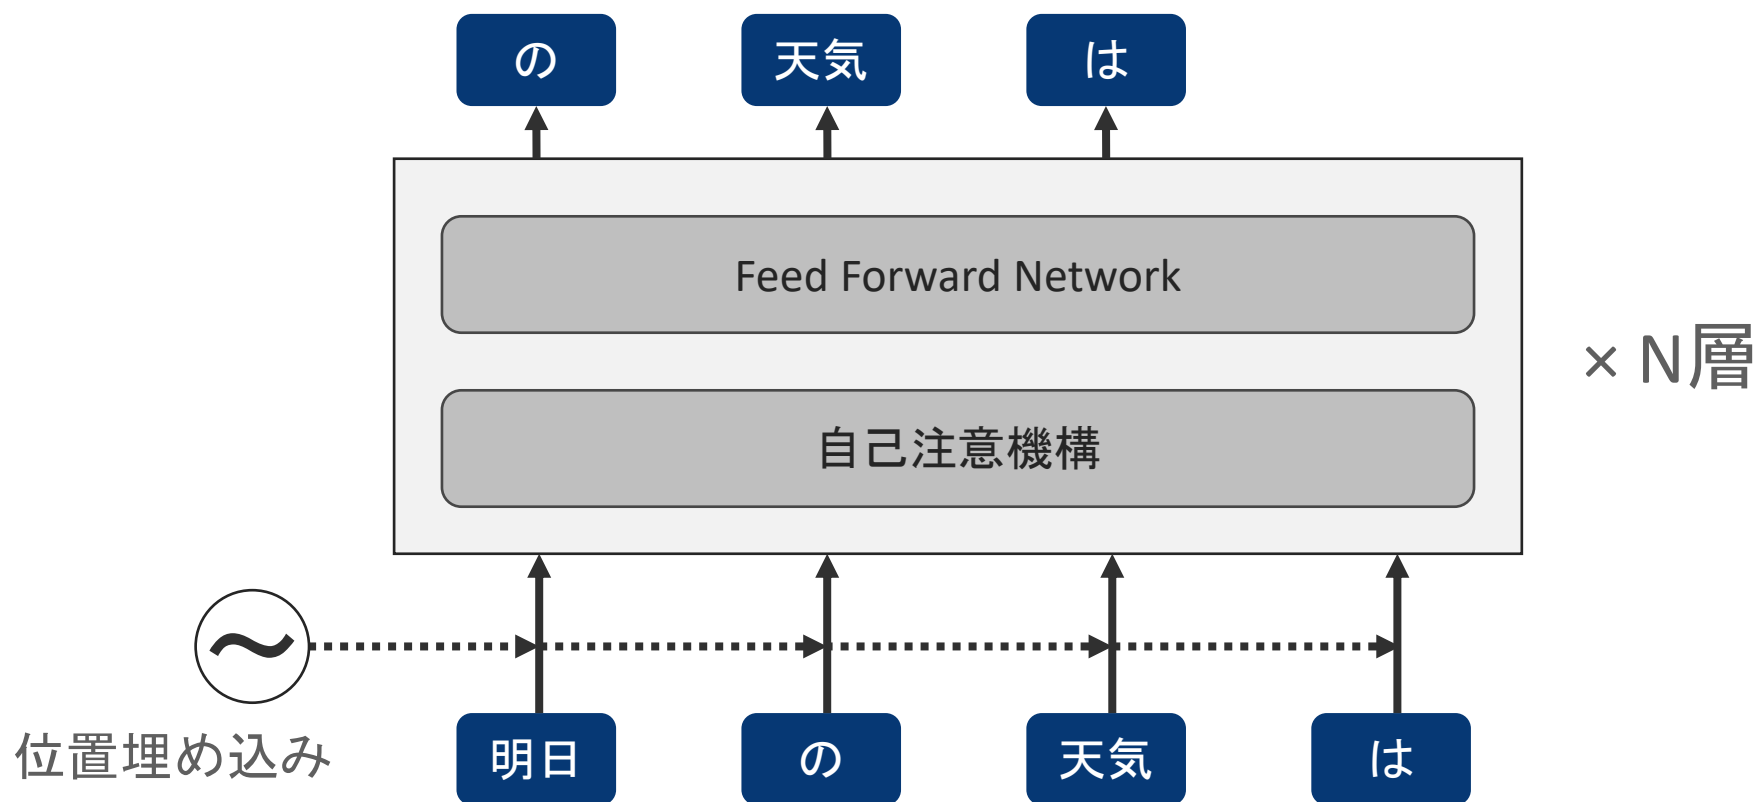 の 天気 は
Feed Forward Network
× N層
自己注意機構
位置埋め込み
明日 の 天気 は